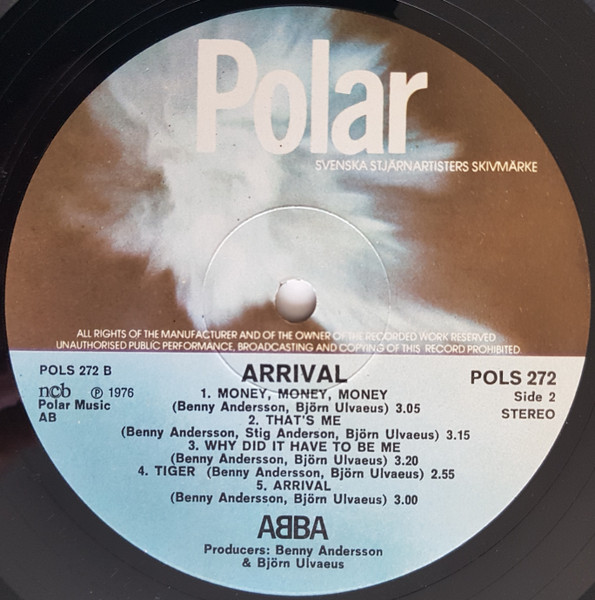 Polar
SVENSKA STJÄRNARTISTERS SKIVMÄRKE
ALL RIGHTS OF THE MANUFACTURER AND OF THE OWNER OF THE RECORDED WORK RESERVED
UNAUTHORISED PUBLIC PERFORMANCE, BROADCASTING AND COPYING OF THIS RECORD PROHIBITED
POLS 272 B
ncb ℗ 1976
Polar Music
AB
ARRIVAL
POLS 272
Side 2
STEREO
1. MONEY, MONEY, MONEY
(Benny Andersson, Björn Ulvaeus) 3.05
2. THAT'S ME
(Benny Andersson, Stig Anderson, Björn Ulvaeus) 3.15
3. WHY DID IT HAVE TO BE ME
(Benny Andersson, Björn Ulvaeus) 3.20
4. TIGER (Benny Andersson, Björn Ulvaeus) 2.55
5. ARRIVAL
(Benny Andersson, Björn Ulvaeus) 3.00
ABBA
Producers: Benny Andersson
& Björn Ulvaeus